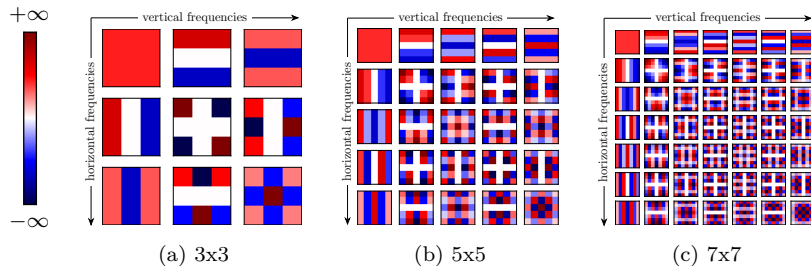 +∞
−∞
vertical frequencies
horizontal frequencies
(a) 3x3
vertical frequencies
horizontal frequencies
(b) 5x5
vertical frequencies
horizontal frequencies
(c) 7x7